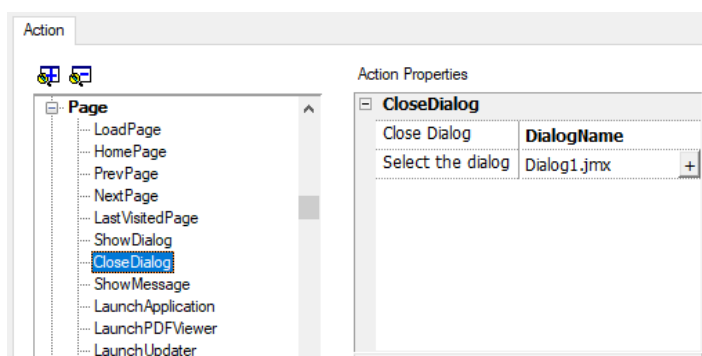 Action
Page
LoadPage
HomePage
PrevPage
NextPage
LastVisitedPage
ShowDialog
CloseDialog
ShowMessage
LaunchApplication
LaunchPDFViewer
LaunchUpdater
Action Properties
CloseDialog
Close Dialog DialogName
Select the dialog Dialog1.jmx +